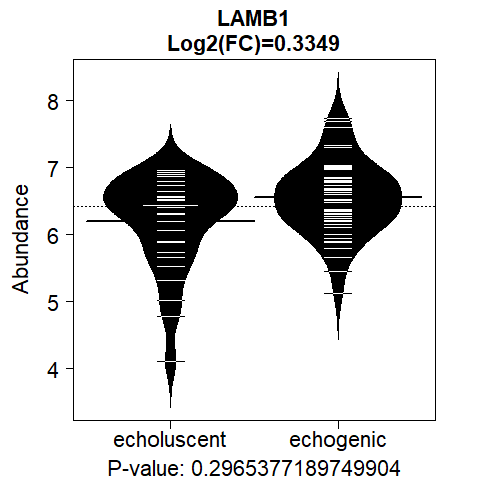 LAMB1
Log2(FC)=0.3349
Abundance
8
7
6
5
4
echoluscent echogenic
P-value: 0.2965377189749904